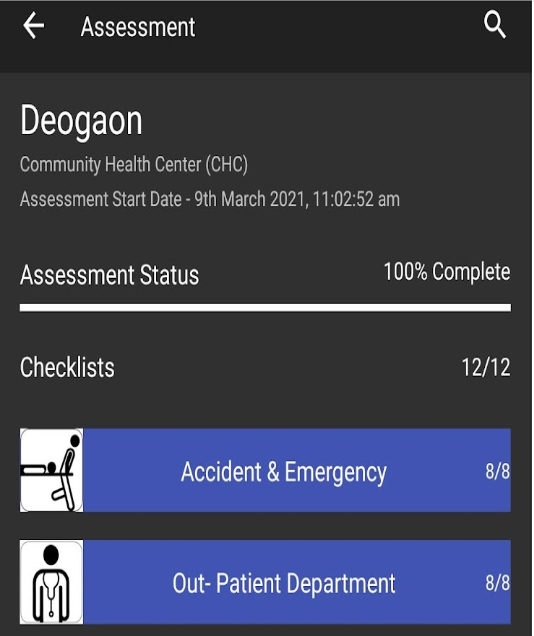 Assessment
Deogaon
Community Health Center (CHC)
Assessment Start Date - 9th March 2021, 11:02:52 am
Assessment Status 100% Complete
Checklists 12/12
Accident & Emergency 8/8
Out- Patient Department 8/8